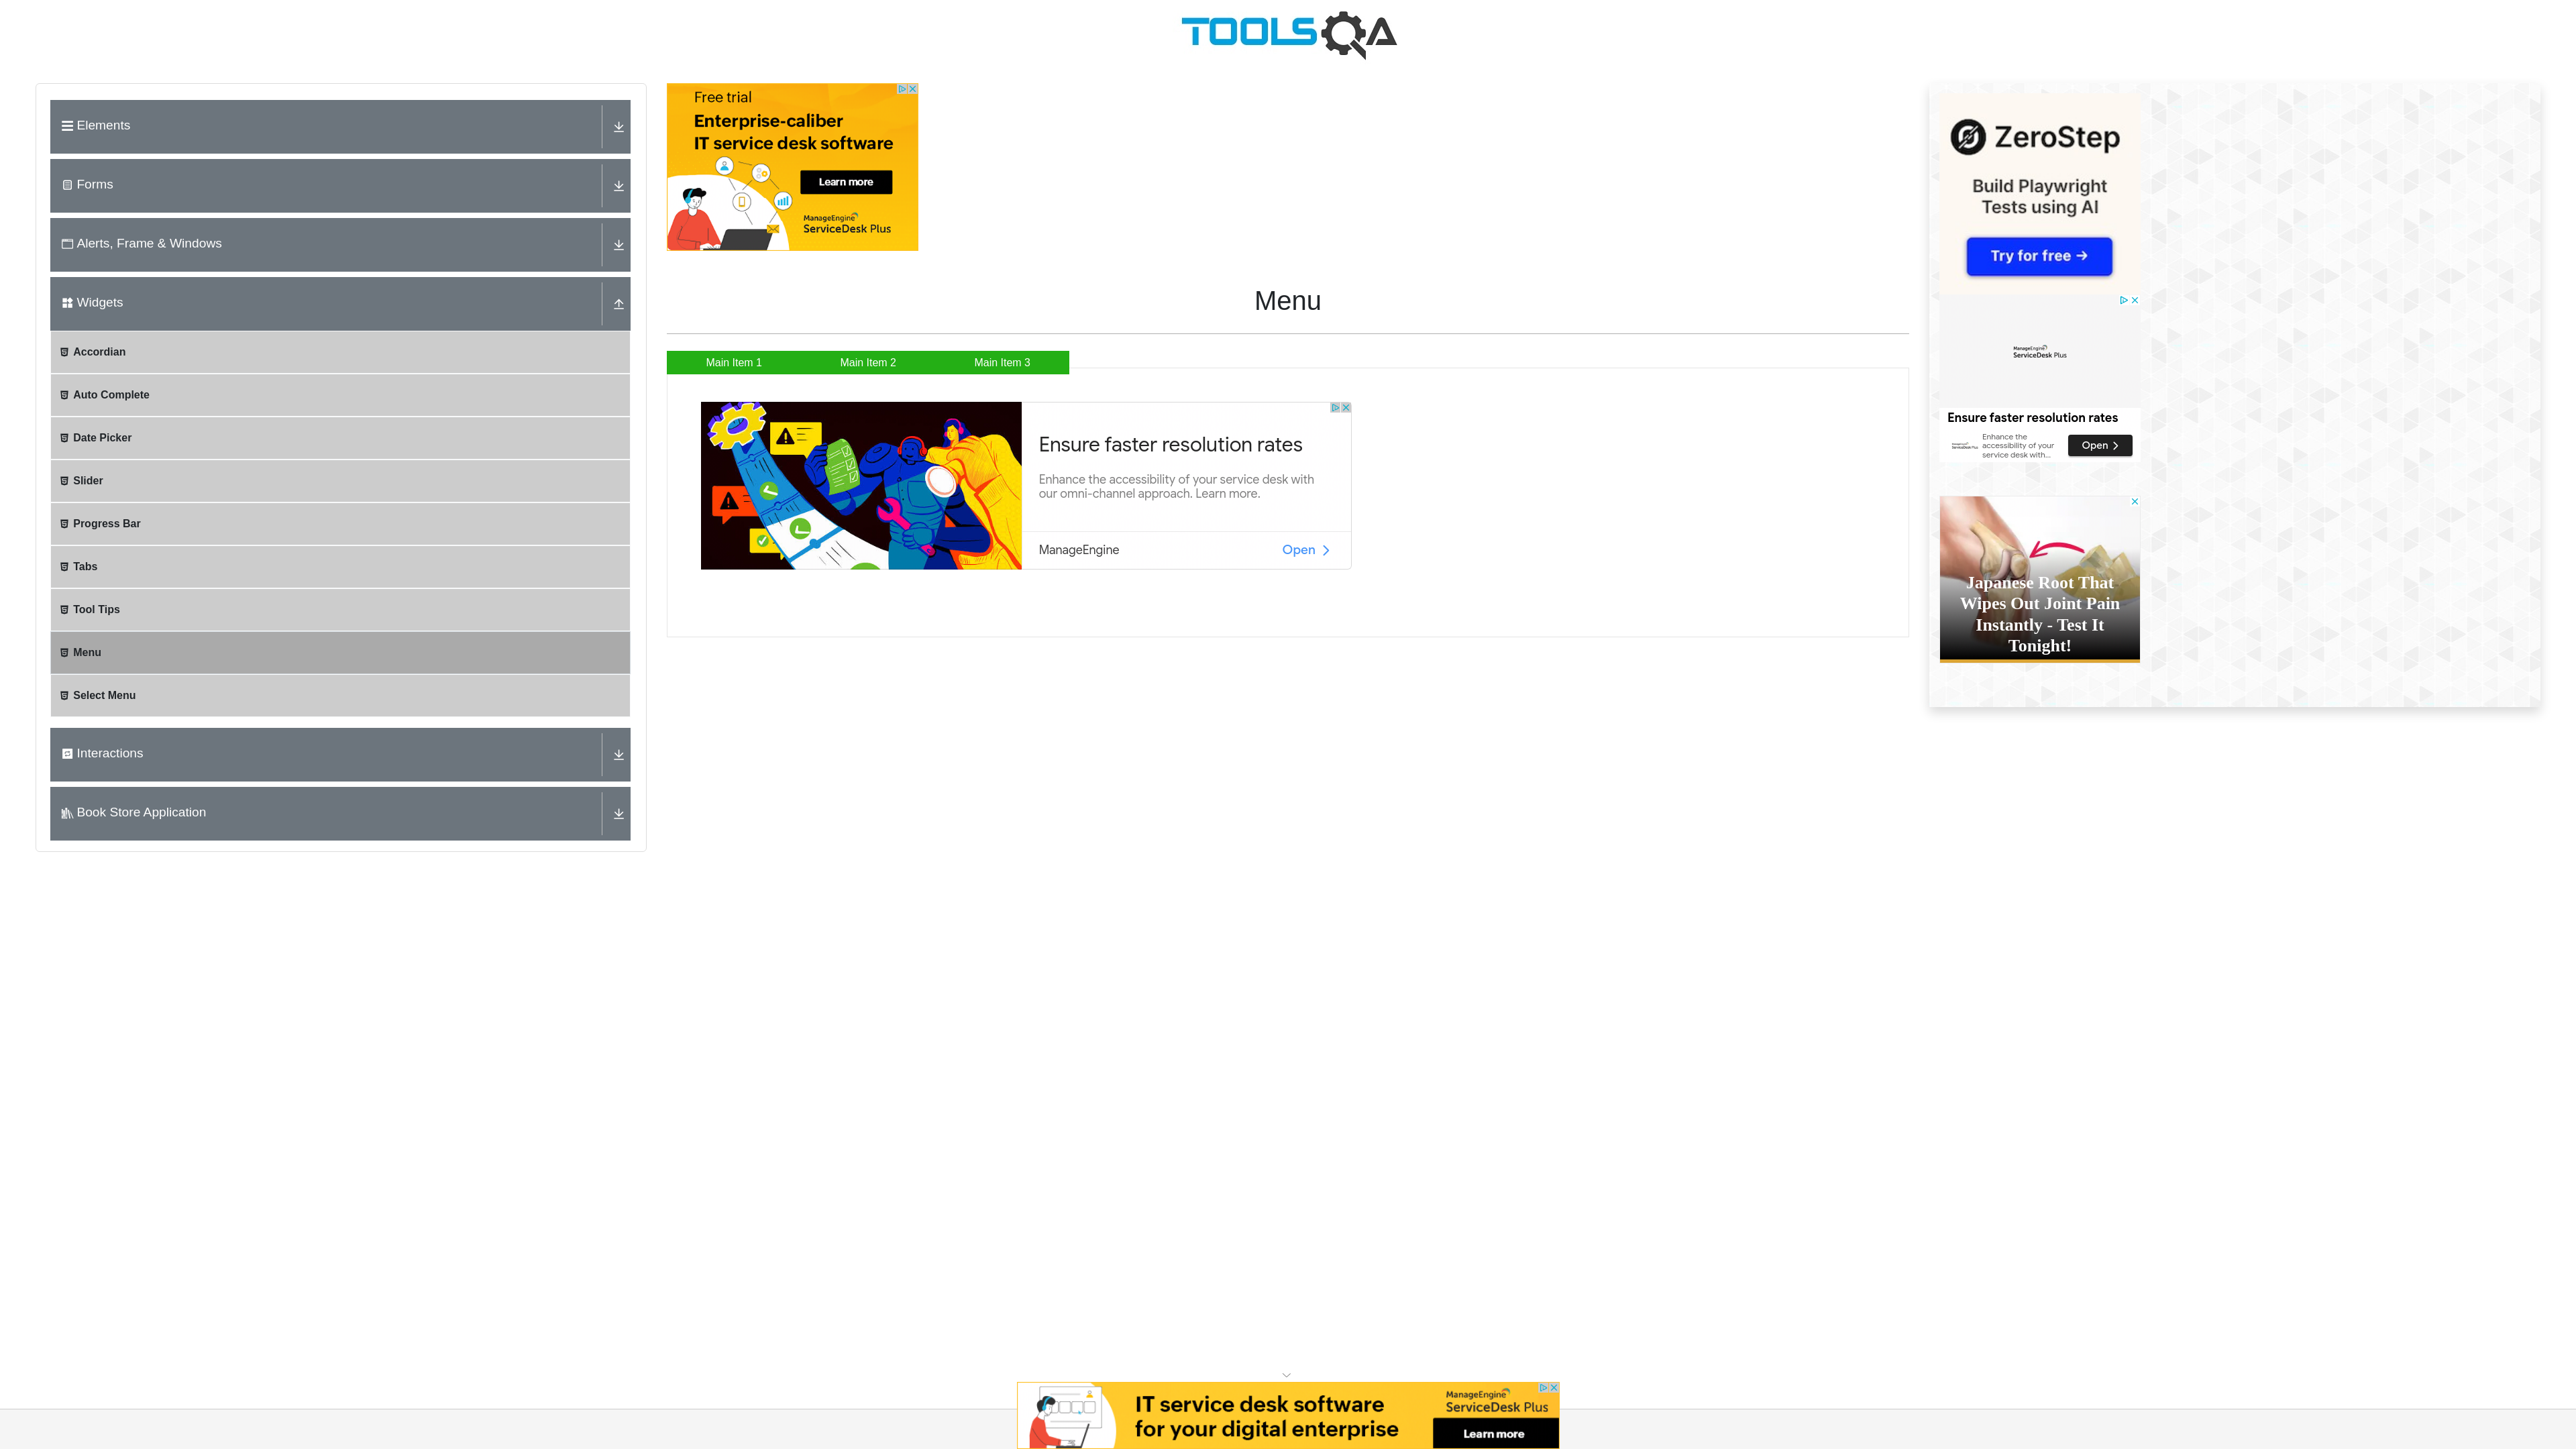 TOOLSQA
Elements
Forms
Alerts, Frame & Windows
Widgets
Accordian
Auto Complete
Date Picker
Slider
Progress Bar
Tabs
Tool Tips
Menu
Select Menu
Interactions
Book Store Application
Free trial
Enterprise-caliber
IT service desk software
Learn more
ManageEngine
ServiceDesk Plus
Menu
Main Item 1
Main Item 2
Main Item 3
Ensure faster resolution rates
Enhance the accessibility of your service desk with
our omni-channel approach. Learn more.
ManageEngine
Open
ZeroStep
Build Playwright
Tests using AI
Try for free →
ManageEngine
ServiceDesk Plus
Ensure faster resolution rates
ServiceDesk Plus
Enhance the
accessibility of your
service desk with...
Open
Japanese Root That
Wipes Out Joint Pain
Instantly - Test It
Tonight!
IT service desk software
for your digital enterprise
ManageEngine
ServiceDesk Plus
Learn more